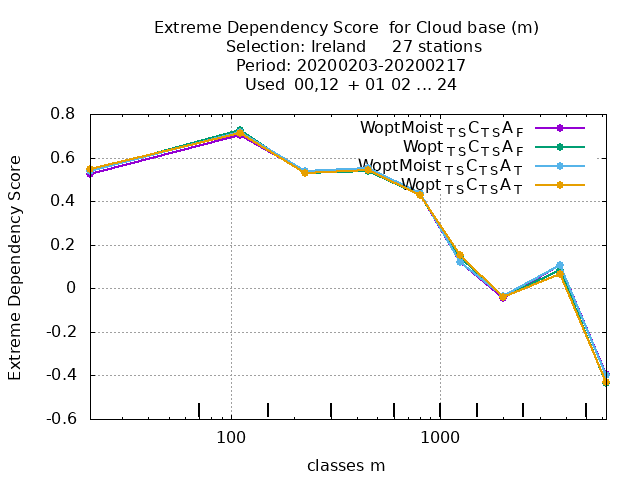 Extreme Dependency Score  for Cloud base (m)
Selection: Ireland     27 stations
Period: 20200203-20200217
Used  00,12  + 01 02 ... 24
Extreme Dependency Score
0.8
0.6
0.4
0.2
0
-0.2
-0.4
-0.6
WoptMoist TS C TS A F
Wopt TS C TS A F
WoptMoist TS C TS A T
Wopt TS C TS A T
100
1000
classes m